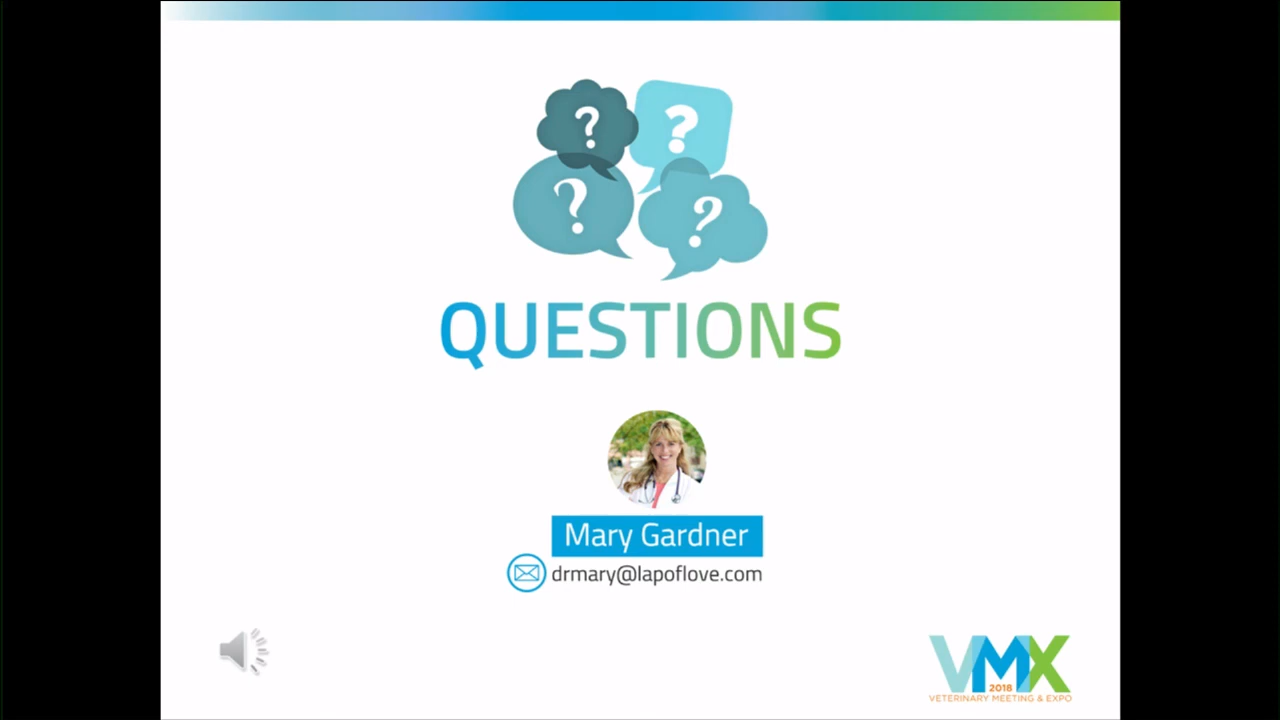 ? ?
? ?
QUESTIONS
Mary Gardner
drmary@lapoflove.com
VMX
2018
VETERINARY MEETING & EXPO